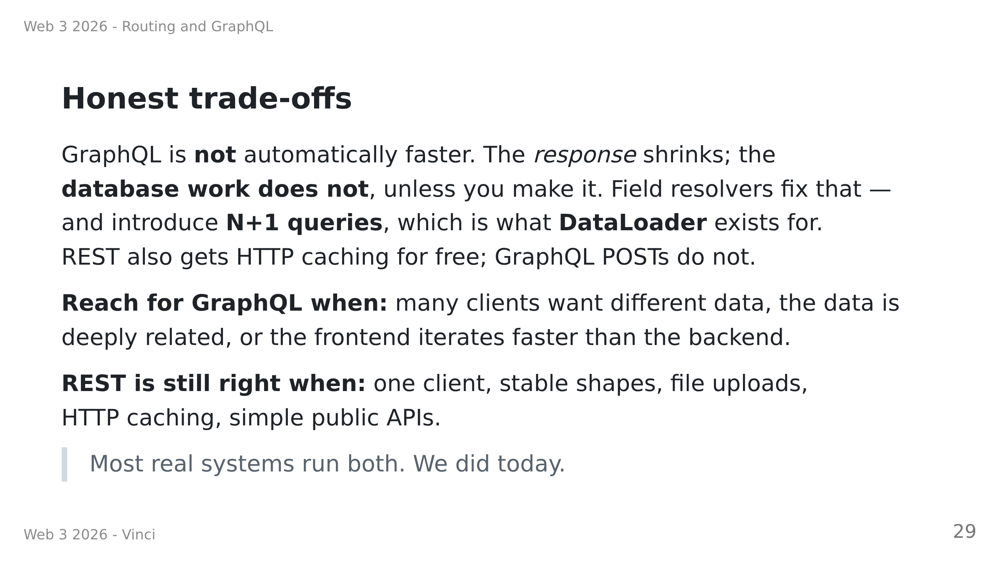 Web 3 2026 - Routing and GraphQL
Honest trade-offs
GraphQL is not automatically faster. The response shrinks; the
database work does not, unless you make it. Field resolvers fix that —
and introduce N+1 queries, which is what DataLoader exists for.
REST also gets HTTP caching for free; GraphQL POSTs do not.
Reach for GraphQL when: many clients want different data, the data is
deeply related, or the frontend iterates faster than the backend.
REST is still right when: one client, stable shapes, file uploads,
HTTP caching, simple public APIs.
Most real systems run both. We did today.
Web 3 2026 - Vinci
29